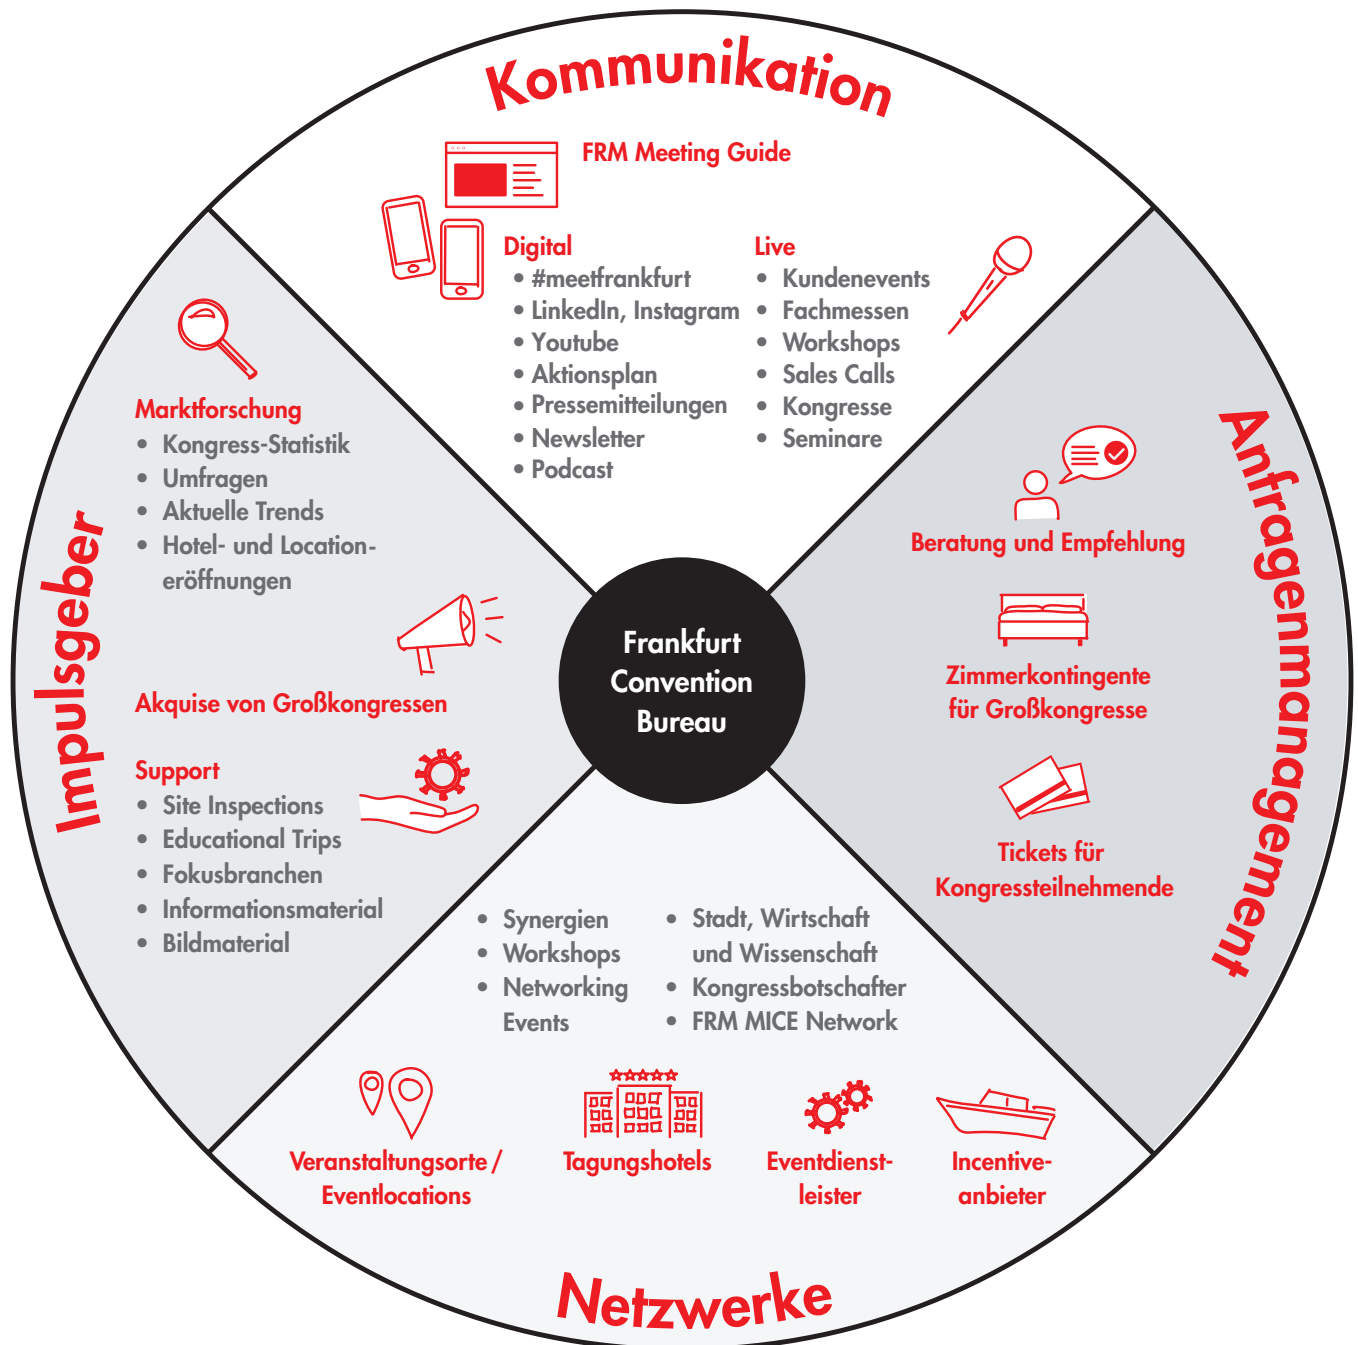 Kommunikation
FRM Meeting Guide
Digital
• #meetfrankfurt
• LinkedIn, Instagram
• Youtube
• Aktionsplan
• Pressemitteilungen
• Newsletter
• Podcast
Live
• Kundenevents
• Fachmessen
• Workshops
• Sales Calls
• Kongresse
• Seminare
Anfragenmanagement
Beratung und Empfehlung
Zimmerkontingente
für Großkongresse
Tickets für
Kongressteilnehmende
Impulsgeber
Marktforschung
• Kongress-Statistik
• Umfragen
• Aktuelle Trends
• Hotel- und Location-
eröffnungen
Akquise von Großkongressen
Support
• Site Inspections
• Educational Trips
• Fokusbranchen
• Informationsmaterial
• Bildmaterial
Frankfurt
Convention
Bureau
• Synergien
• Workshops
• Networking
Events
• Stadt, Wirtschaft
und Wissenschaft
• Kongressbotschafter
• FRM MICE Network
Veranstaltungsorte /
Eventlocations
Tagungshotels
Eventdienst-
leister
Incentive-
anbieter
Netzwerke